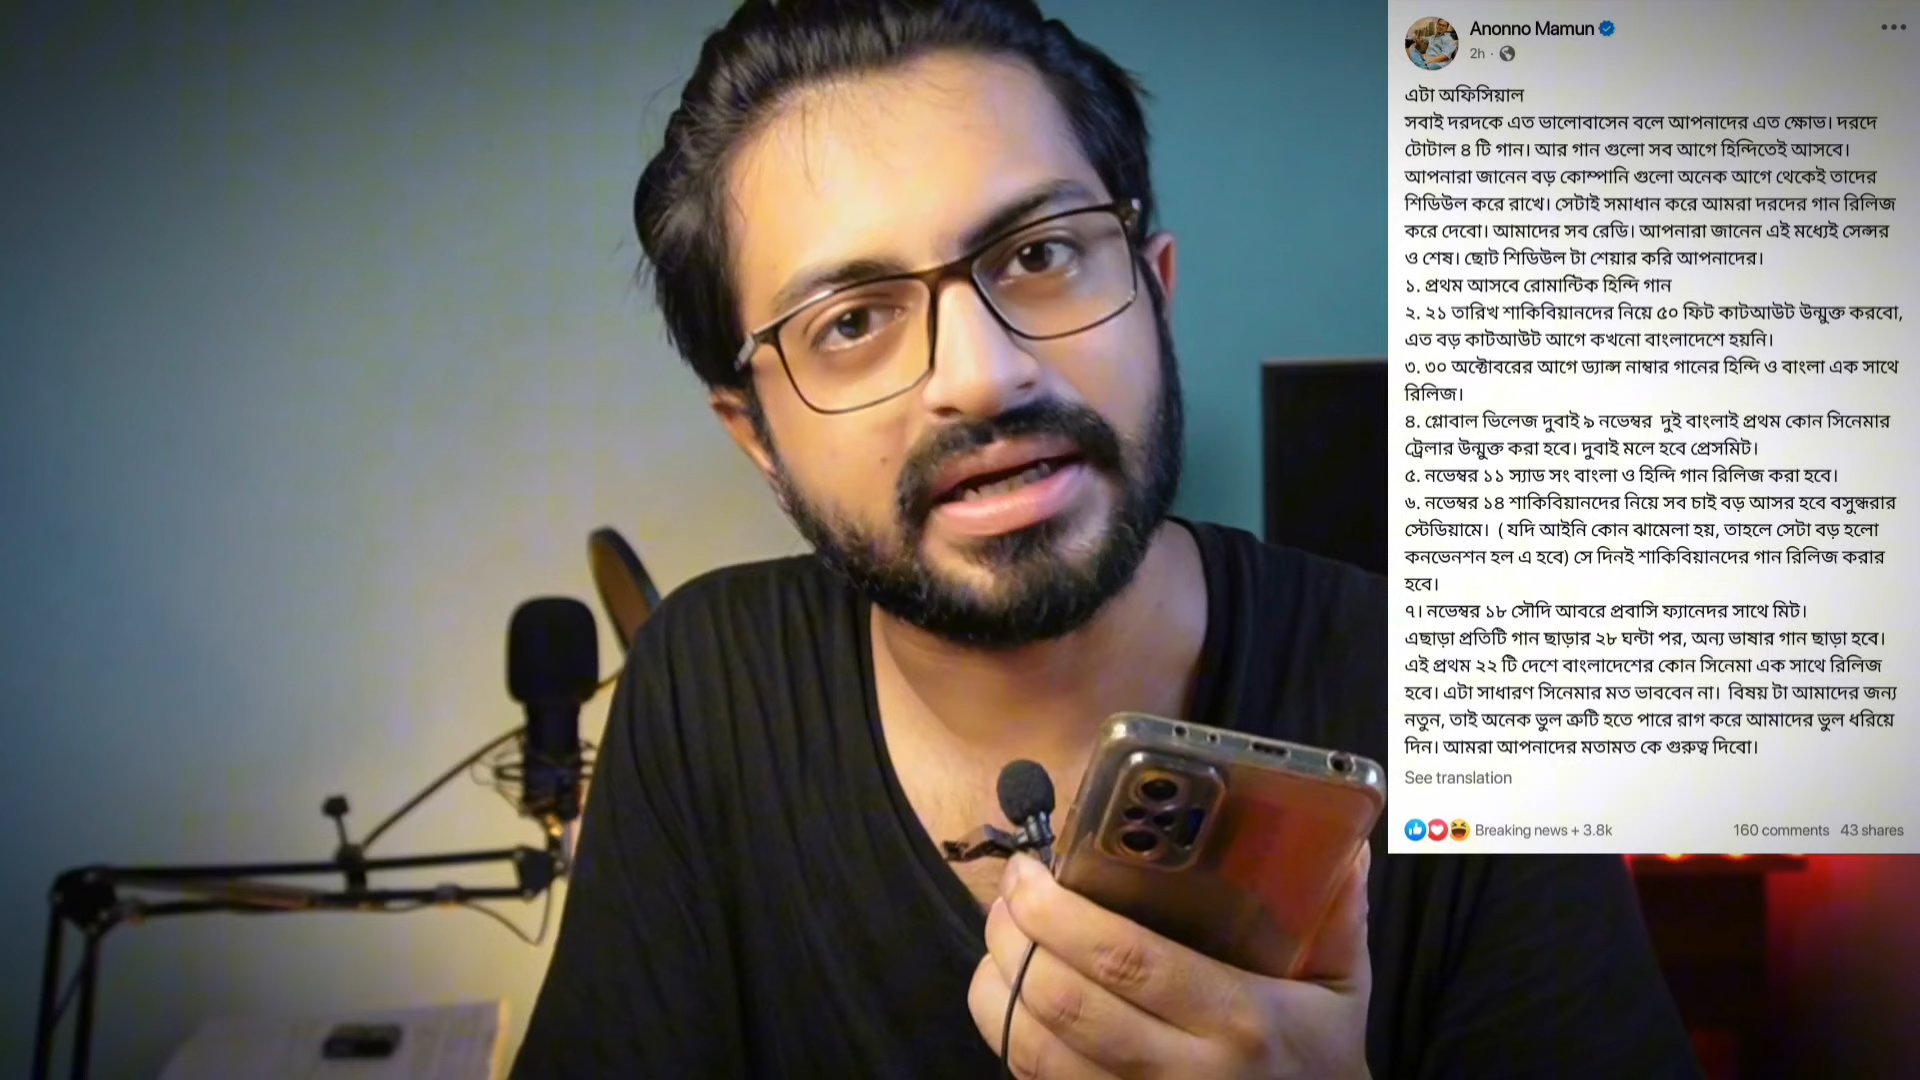 Anonno Mamun
2h
এটা অফিসিয়াল
সবাই দরদকে এত ভালোবাসেন বলে আপনাদের এত ক্ষোভ। দরদে
টোটাল ৪ টি গান। আর গান গুলো সব আগে হিন্দিতেই আসবে।
আপনারা জানেন বড় কোম্পানি গুলো অনেক আগে থেকেই তাদের
শিডিউল করে রাখে। সেটাই সমাধান করে আমরা দরদের গান রিলিজ
করে দেবো। আমাদের সব রেডি। আপনারা জানেন এই মধ্যেই সেন্সর
ও শেষ। ছোট শিডিউল টা শেয়ার করি আপনাদের।
১. প্রথম আসবে রোমান্টিক হিন্দি গান
২. ২১ তারিখ শাকিবিয়ানদের নিয়ে ৫০ ফিট কাটআউট উন্মুক্ত করবো,
এত বড় কাটআউট আগে কখনো বাংলাদেশে হয়নি।
৩. ৩০ অক্টোবরের আগে ড্যান্স নাম্বার গানের হিন্দি ও বাংলা এক সাথে
রিলিজ।
৪. গ্লোবাল ভিলেজ দুবাই ৯ নভেম্বর দুই বাংলাই প্রথম কোন সিনেমার
ট্রেলার উন্মুক্ত করা হবে। দুবাই মলে হবে প্রেসমিট।
৫. নভেম্বর ১১ স্যাড সং বাংলা ও হিন্দি গান রিলিজ করা হবে।
৬. নভেম্বর ১৪ শাকিবিয়ানদের নিয়ে সব চাই বড় আসর হবে বসুন্ধরার
স্টেডিয়ামে। ( যদি আইনি কোন ঝামেলা হয়, তাহলে সেটা বড় হলো
কনভেনশন হল এ হবে) সে দিনই শাকিবিয়ানদের গান রিলিজ করার
হবে।
৭। নভেম্বর ১৮ সৌদি আবরে প্রবাসি ফ্যানেদর সাথে মিট।
এছাড়া প্রতিটি গান ছাড়ার ২৮ ঘন্টা পর, অন্য ভাষার গান ছাড়া হবে।
এই প্রথম ২২ টি দেশে বাংলাদেশের কোন সিনেমা এক সাথে রিলিজ
হবে। এটা সাধারণ সিনেমার মত ভাববেন না। বিষয় টা আমাদের জন্য
নতুন, তাই অনেক ভুল ত্রুটি হতে পারে রাগ করে আমাদের ভুল ধরিয়ে
দিন। আমরা আপনাদের মতামত কে গুরুত্ব দিবো।
See translation
Breaking news + 3.8k 160 comments 43 shares